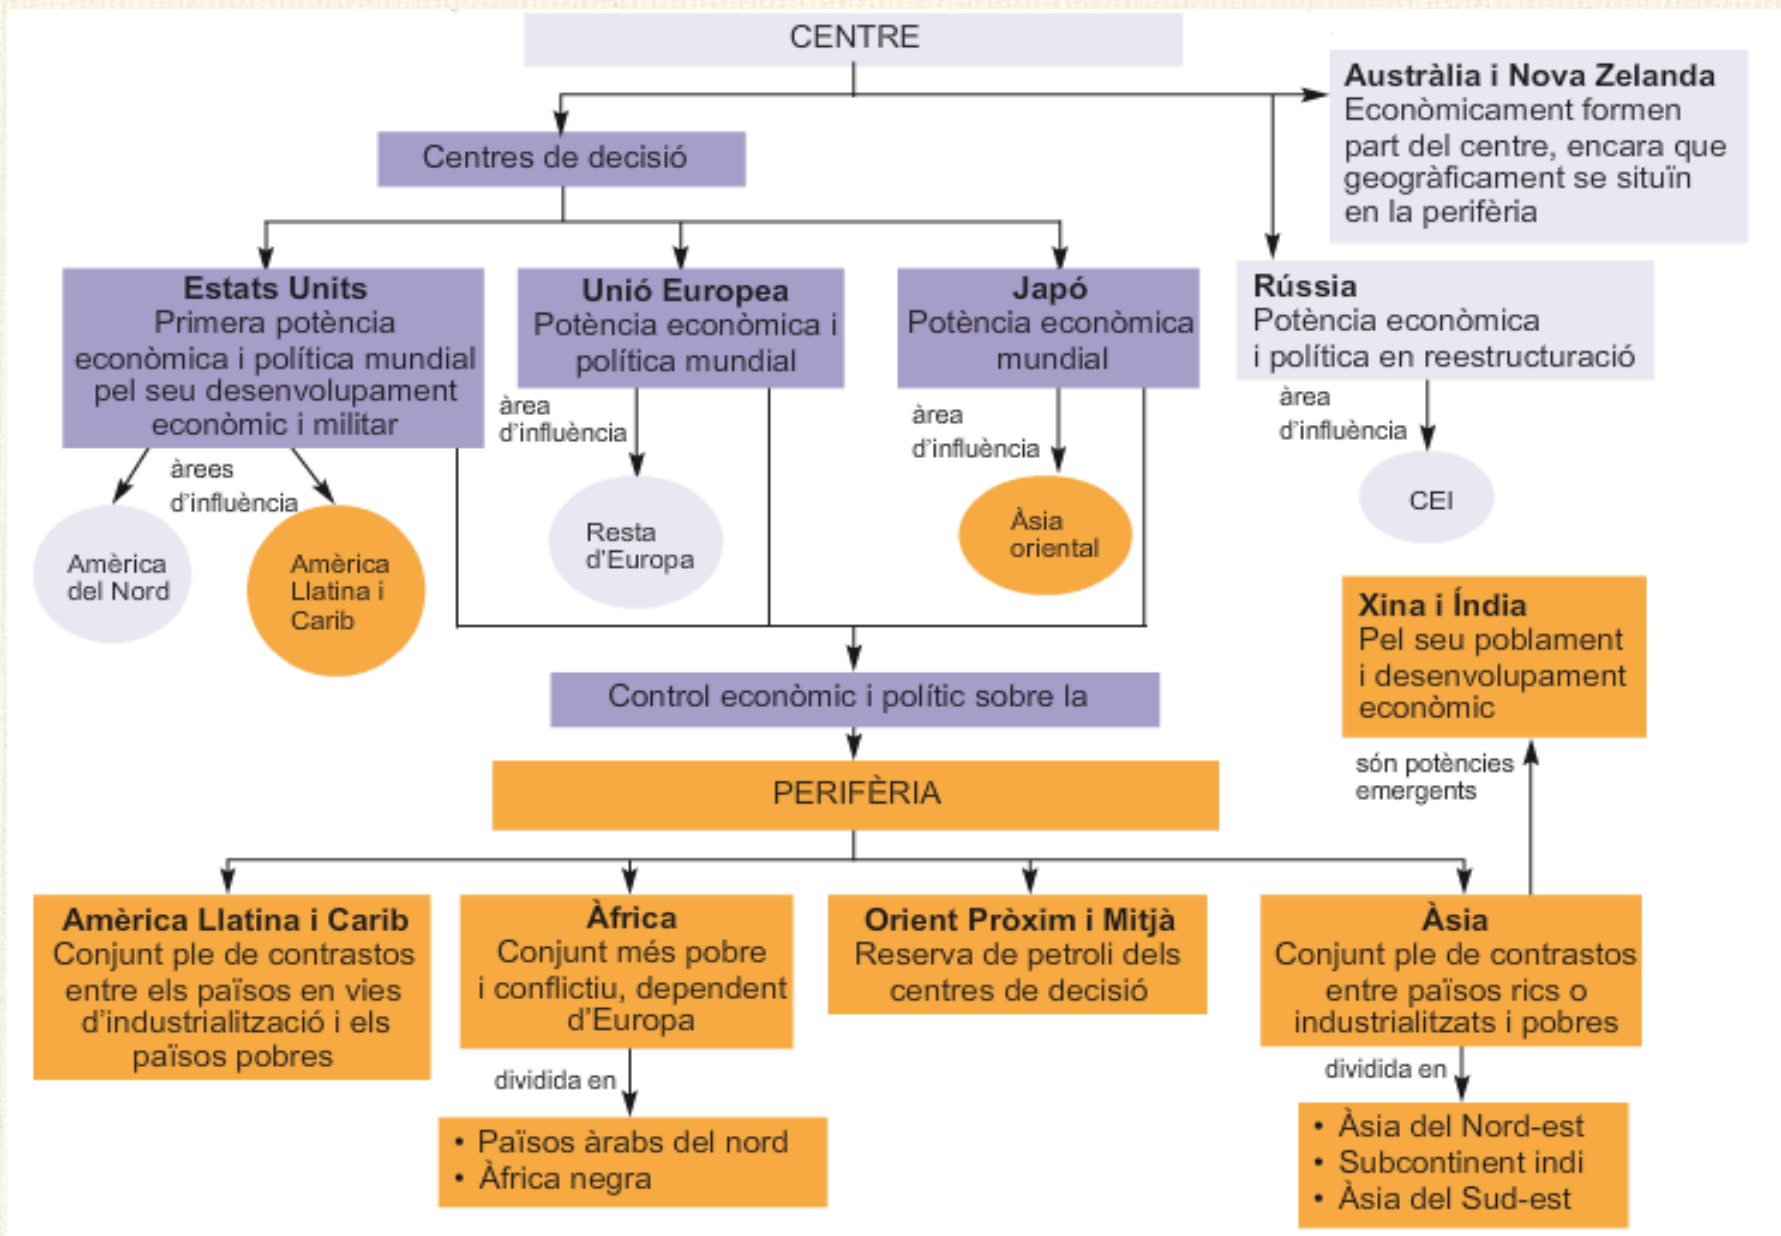 CENTRE
Austràlia i Nova Zelanda
Econòmicament formen
part del centre, encara que
geogràficament se situïn
en la perifèria
Centres de decisió
Estats Units
Primera potència
econòmica i política mundial
pel seu desenvolupament
econòmic i militar
Unió Europea
Potència econòmica i
política mundial
Japó
Potència econòmica
mundial
Rússia
Potència econòmica
i política en reestructuració
àrees
d'influència
àrea
d'influència
àrea
d'influència
àrea
d'influència
Amèrica
del Nord
Amèrica
Llatina i
Carib
Resta
d'Europa
Àsia
oriental
CEI
Xina i Índia
Pel seu poblament
i desenvolupament
econòmic
Control econòmic i polític sobre la
són potències
emergents
PERIFÈRIA
Amèrica Llatina i Carib
Conjunt ple de contrastos
entre els països en vies
d'industrialització i els
països pobres
Àfrica
Conjunt més pobre
i conflictiu, dependent
d'Europa
Orient Pròxim i Mitjà
Reserva de petroli dels
centres de decisió
Àsia
Conjunt ple de contrastos
entre països rics o
industrialitzats i pobres
dividida en
• Països àrabs del nord
• Àfrica negra
dividida en
• Àsia del Nord-est
• Subcontinent indi
• Àsia del Sud-est